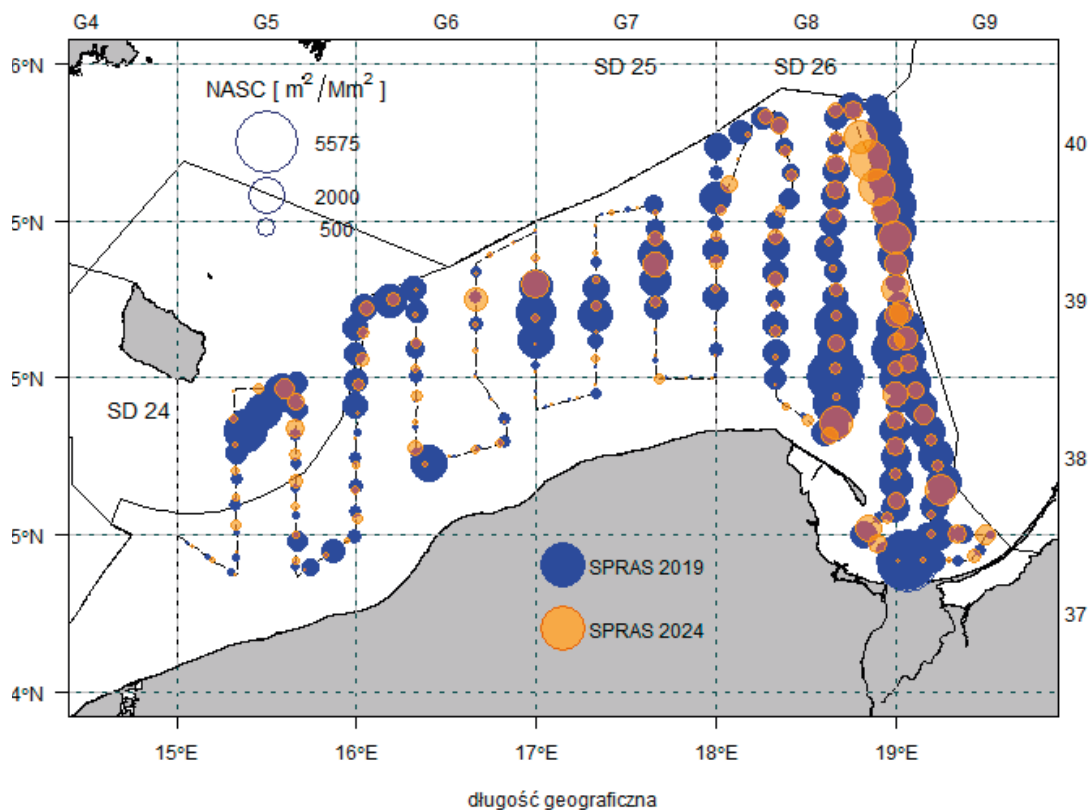 G4 G5 G6 G7 G8 G9
6°N
SD 25 SD 26
NASC [ m²/Mm² ]
5575
40
2000
5°N
500
5°N
39
SD 24
38
5°N
SPRAS 2019
SPRAS 2024
37
4°N
15°E 16°E 17°E 18°E 19°E
długość geograficzna